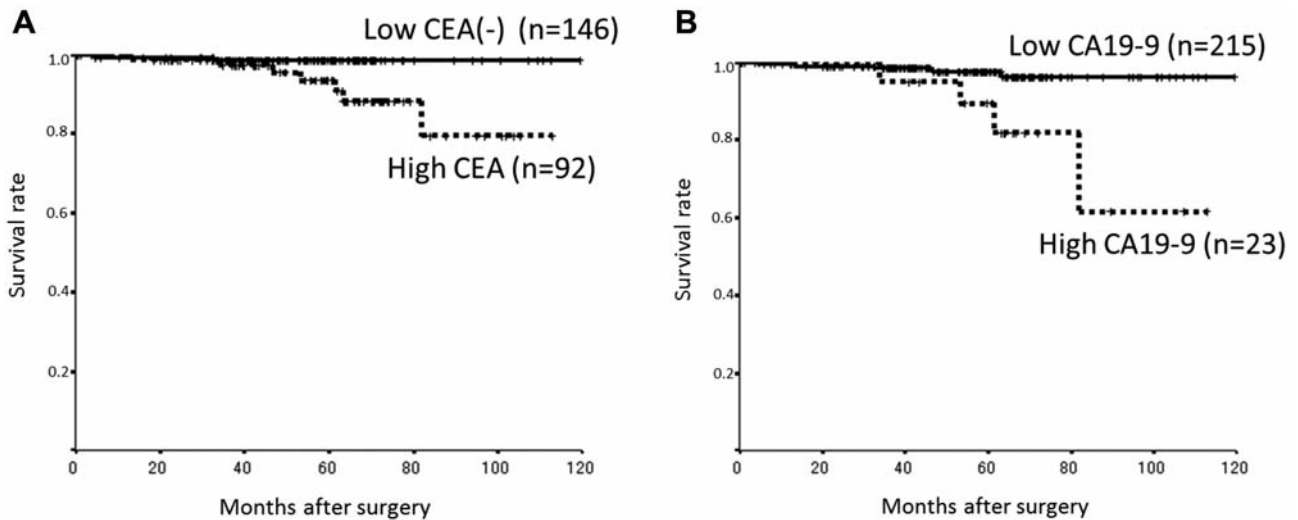 A
Low CEA(-) (n=146)
1.0
0.8
High CEA (n=92)
0.6
0.4
0.2
Survival rate
0 20 40 60 80 100 120
Months after surgery
B
Low CA19-9 (n=215)
1.0
0.8
0.6
High CA19-9 (n=23)
0.4
0.2
Survival rate
0 20 40 60 80 100 120
Months after surgery